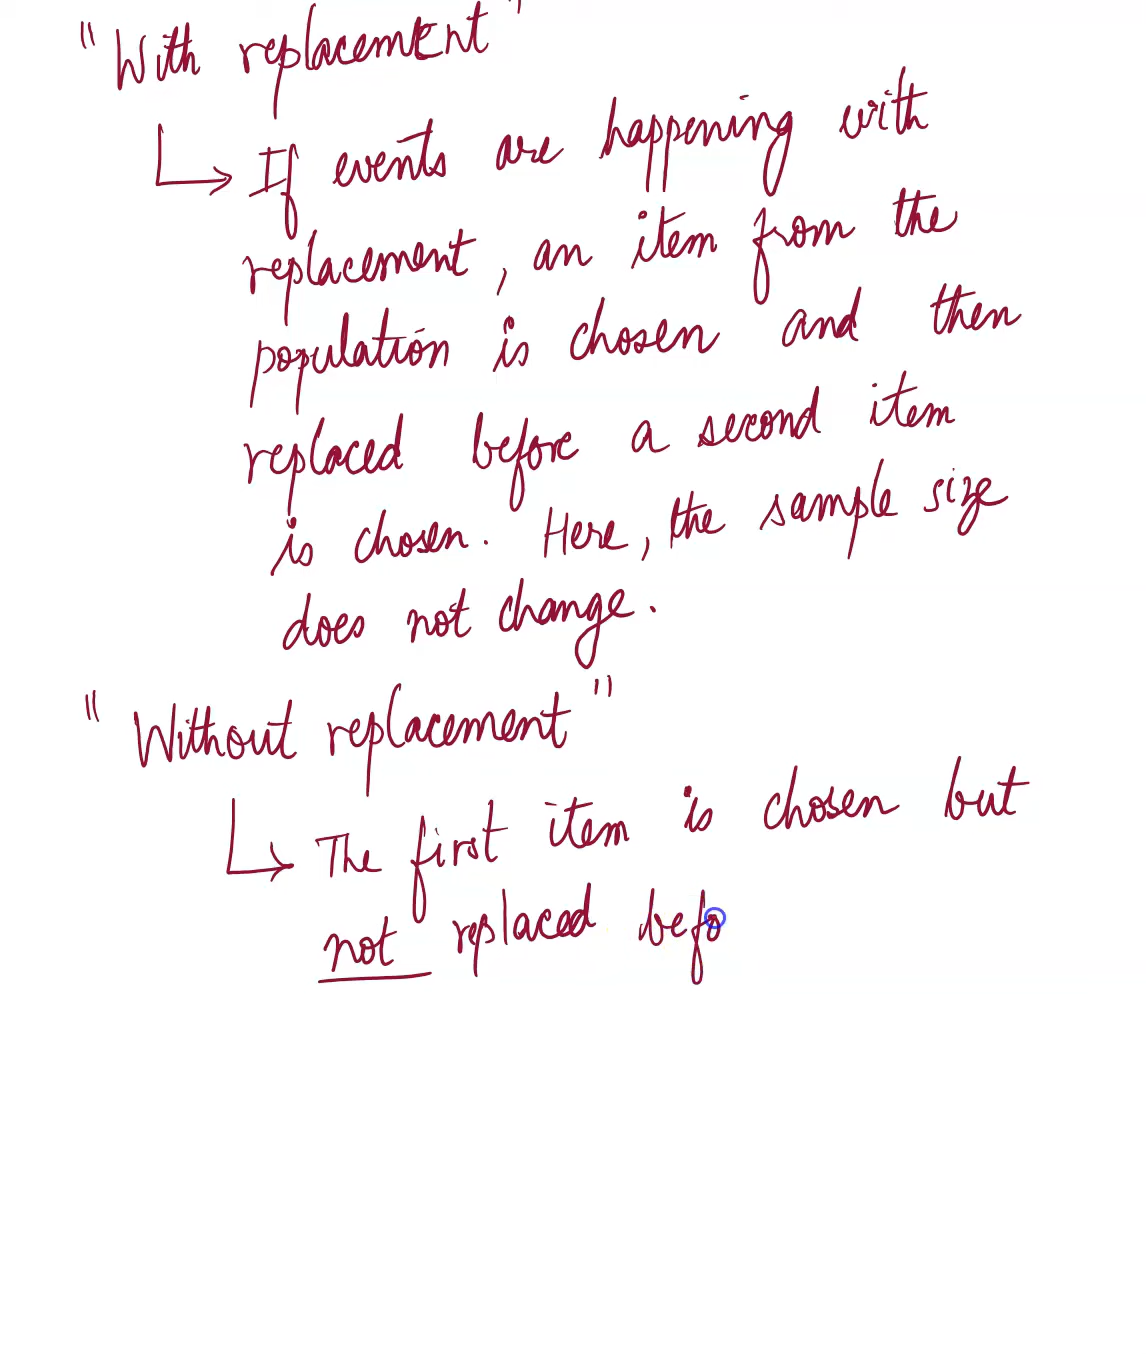 "With replacement"
If events are happening with
replacement, an item from the
population is chosen and then
replaced before a second item
is chosen. Here, the sample size
does not change.
"Without replacement"
The first item is chosen but
not replaced befo